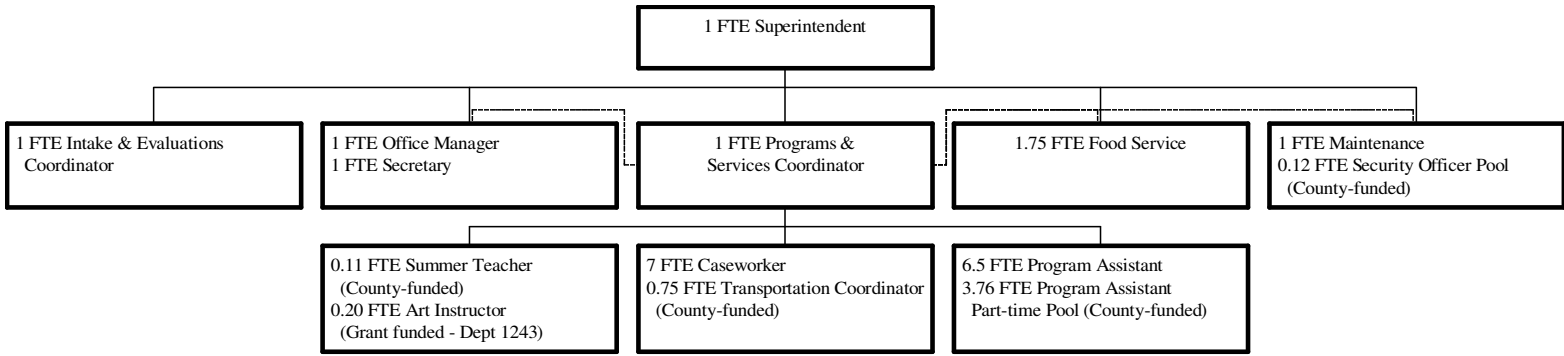 1 FTE Superintendent
1 FTE Intake & Evaluations
Coordinator
1 FTE Office Manager
1 FTE Secretary
1 FTE Programs &
Services Coordinator
1.75 FTE Food Service
1 FTE Maintenance
0.12 FTE Security Officer Pool
(County-funded)
0.11 FTE Summer Teacher
(County-funded)
0.20 FTE Art Instructor
(Grant funded - Dept 1243)
7 FTE Caseworker
0.75 FTE Transportation Coordinator
(County-funded)
6.5 FTE Program Assistant
3.76 FTE Program Assistant
Part-time Pool (County-funded)